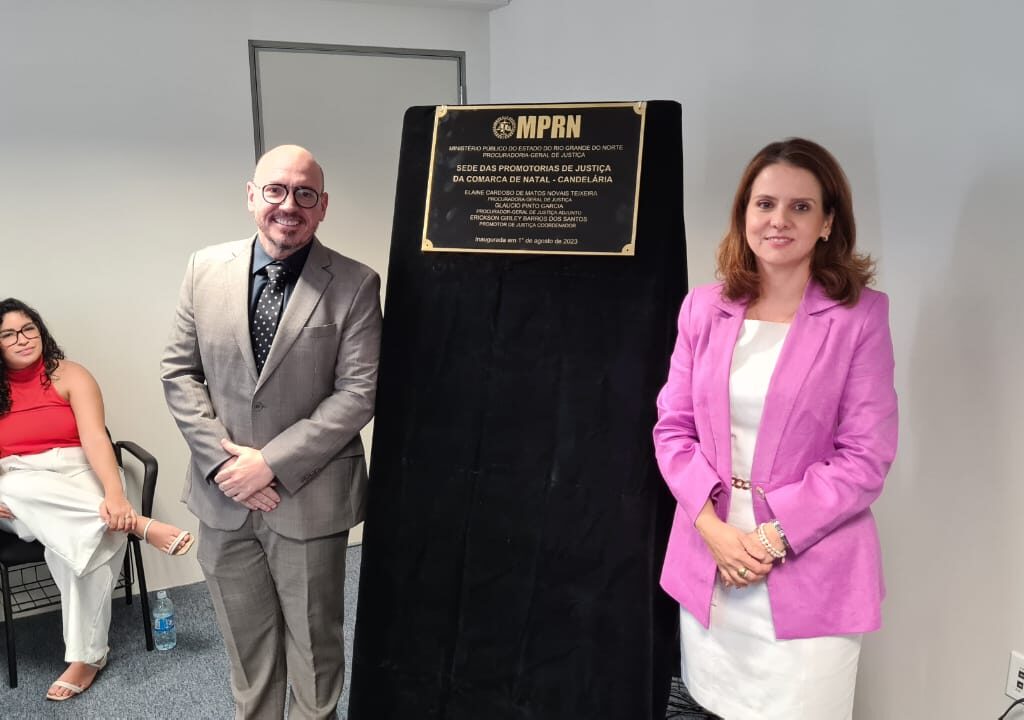 MPRN
MINISTÉRIO PÚBLICO DO ESTADO DO RIO GRANDE DO NORTE
PROCURADORIA-GERAL DE JUSTIÇA
SEDE DAS PROMOTORIAS DE JUSTIÇA
DA COMARCA DE NATAL - CANDELÁRIA
ELAINE CARDOSO DE MATOS NOVAIS TEIXEIRA
PROCURADORA-GERAL DE JUSTIÇA
GLAUCIO PINTO GARCIA
PROCURADOR-GERAL DE JUSTIÇA ADJUNTO
ERICKSON GIRLEY BARROS DOS SANTOS
PROMOTOR DE JUSTIÇA COORDENADOR
Inaugurada em 1° de agosto de 2023